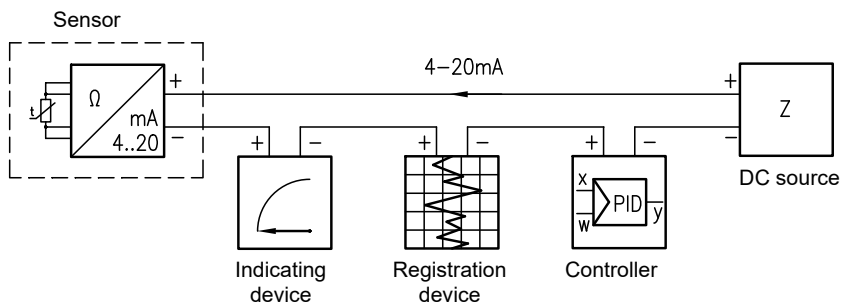 Sensor
4-20mA
+
+
Ω
t
mA
4..20
Z
−
+
−
+
−
+
−
−
x
PID
w
y
DC source
Indicating
device
Registration
device
Controller